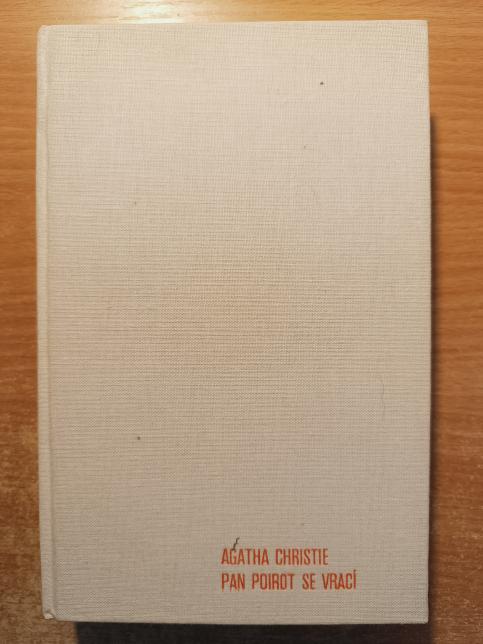 AGATHA CHRISTIE
PAN POIROT SE VRACÍ